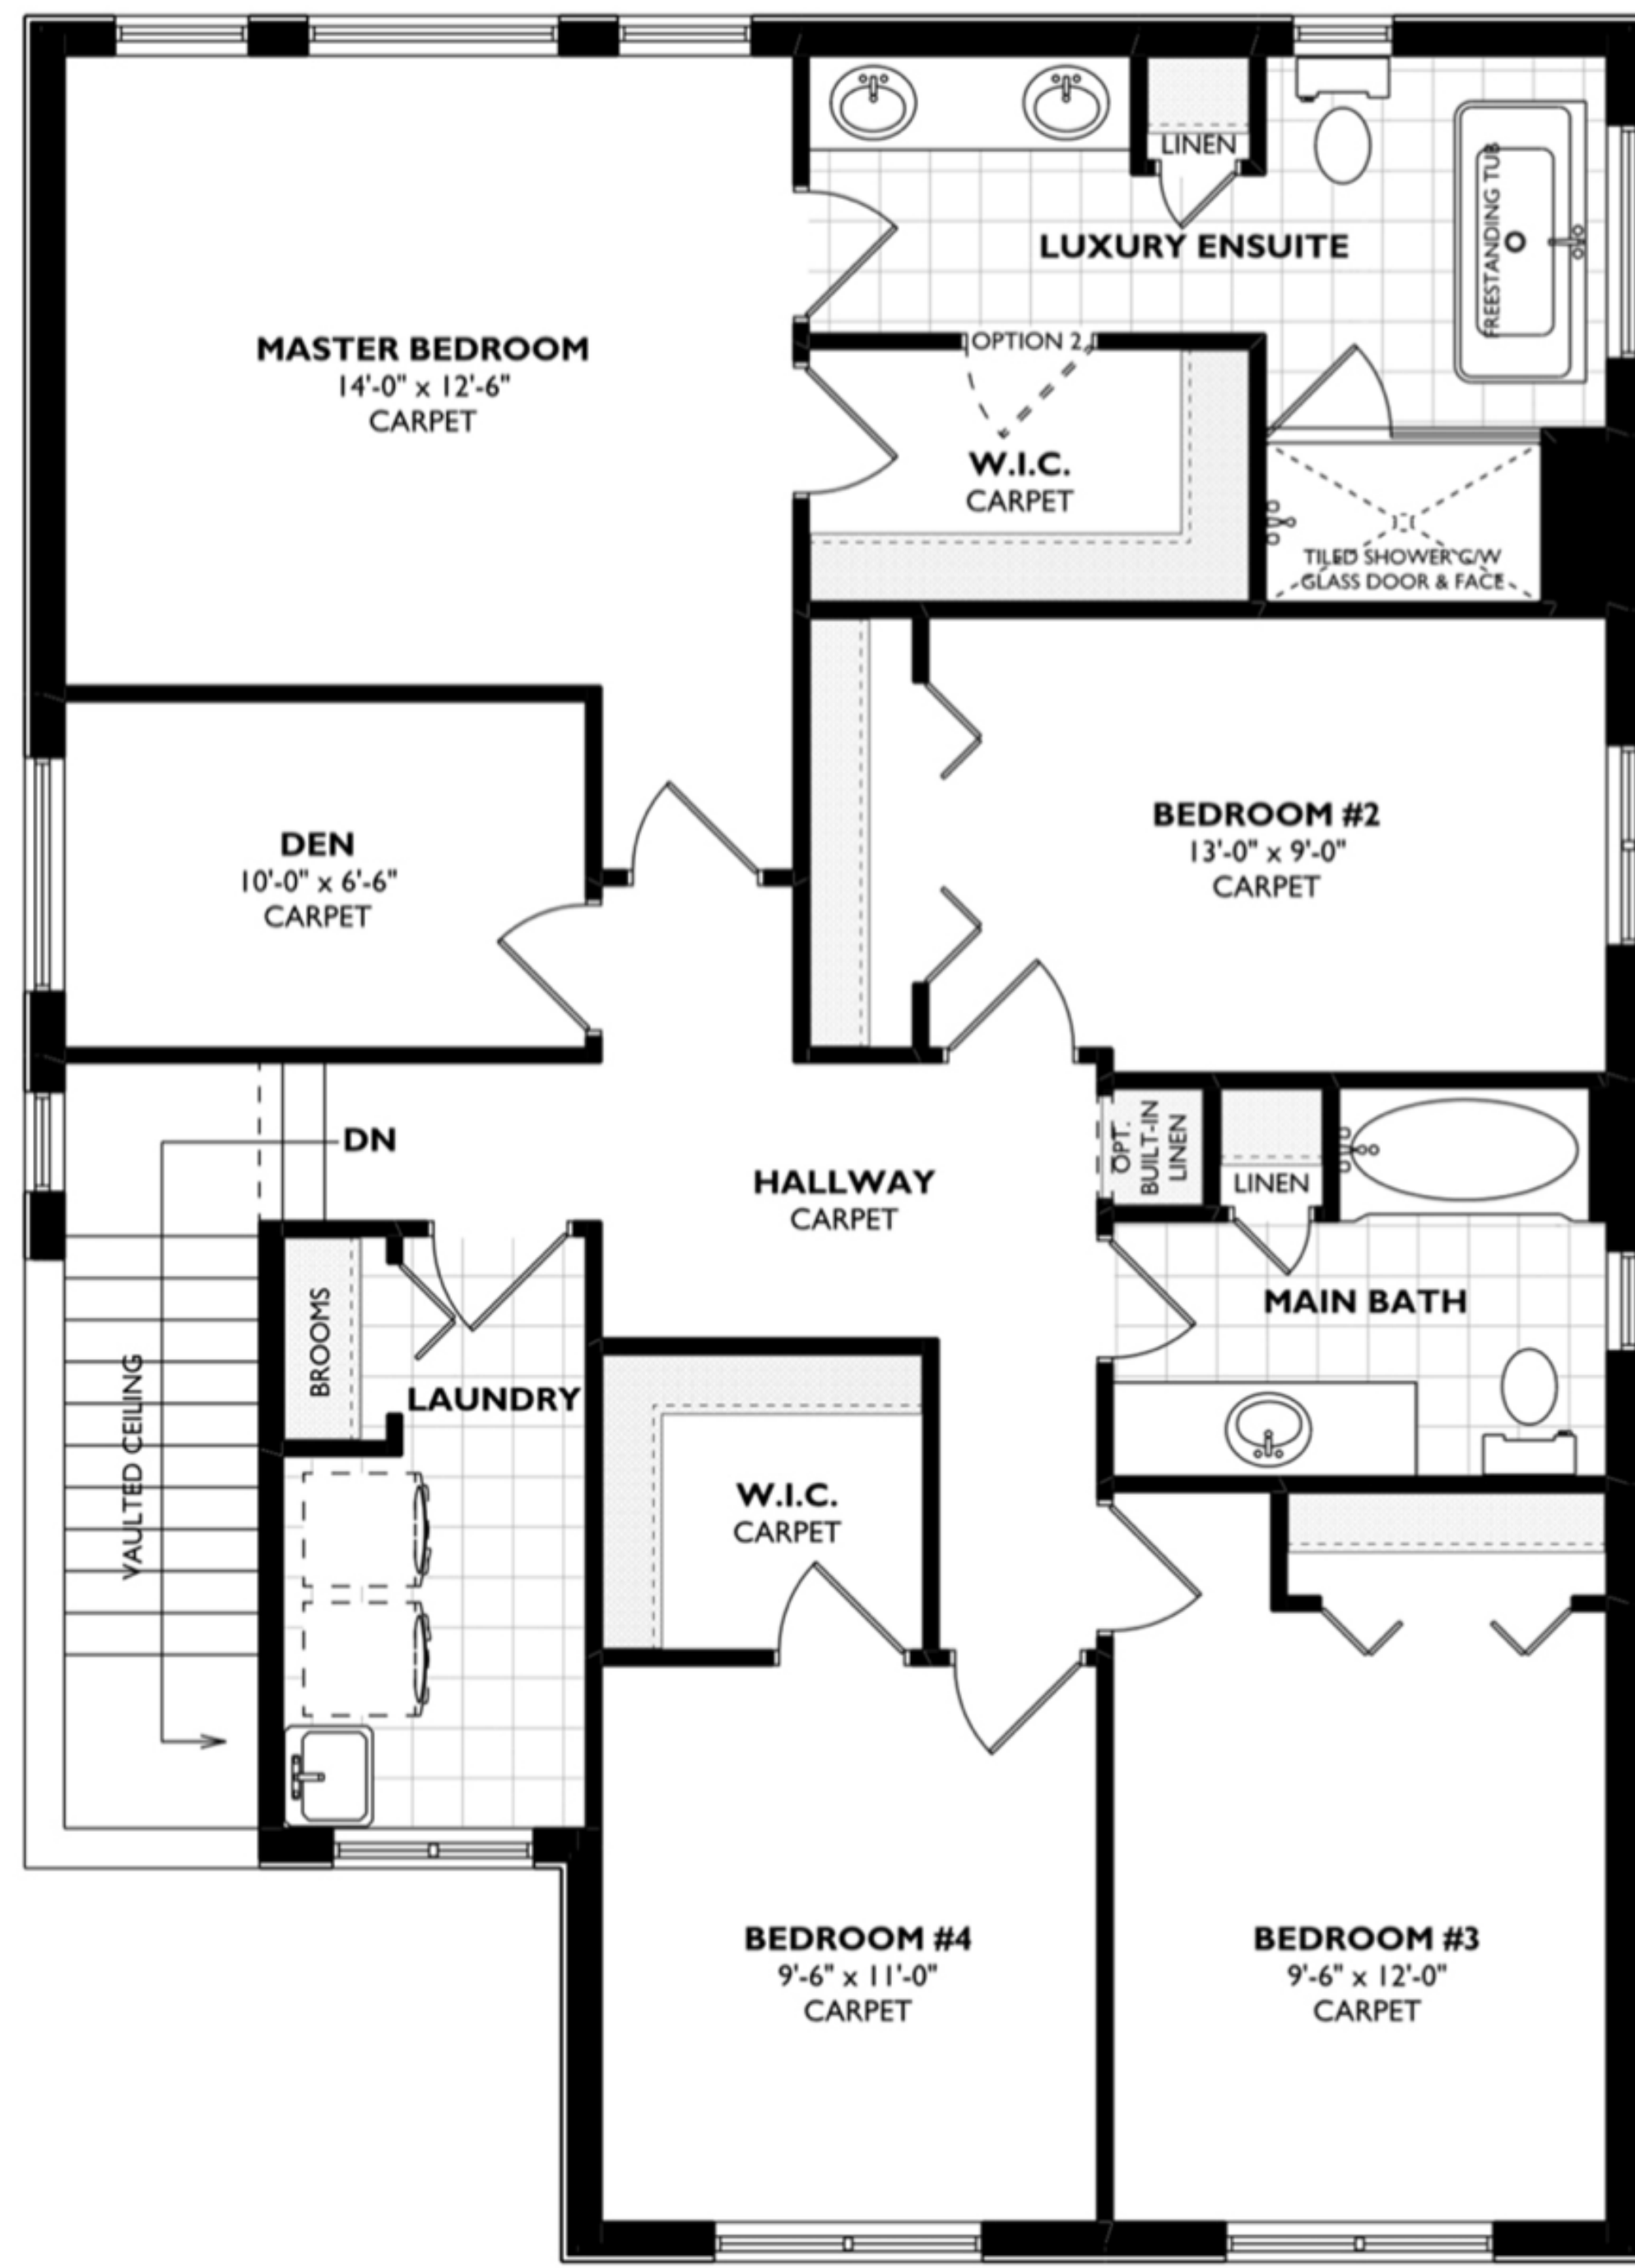 LINEN
LUXURY ENSUITE
FREESTANDING TUB
MASTER BEDROOM
14'-0" x 12'-6"
CARPET
OPTION 2
W.I.C.
CARPET
TILED SHOWER C/W
GLASS DOOR & FACE
BEDROOM #2
13'-0" x 9'-0"
CARPET
DEN
10'-0" x 6'-6"
CARPET
DN
HALLWAY
CARPET
OPT.
BUILT-IN
LINEN
LINEN
MAIN BATH
BROOMS
LAUNDRY
VAULTED CEILING
W.I.C.
CARPET
BEDROOM #4
9'-6" x 11'-0"
CARPET
BEDROOM #3
9'-6" x 12'-0"
CARPET